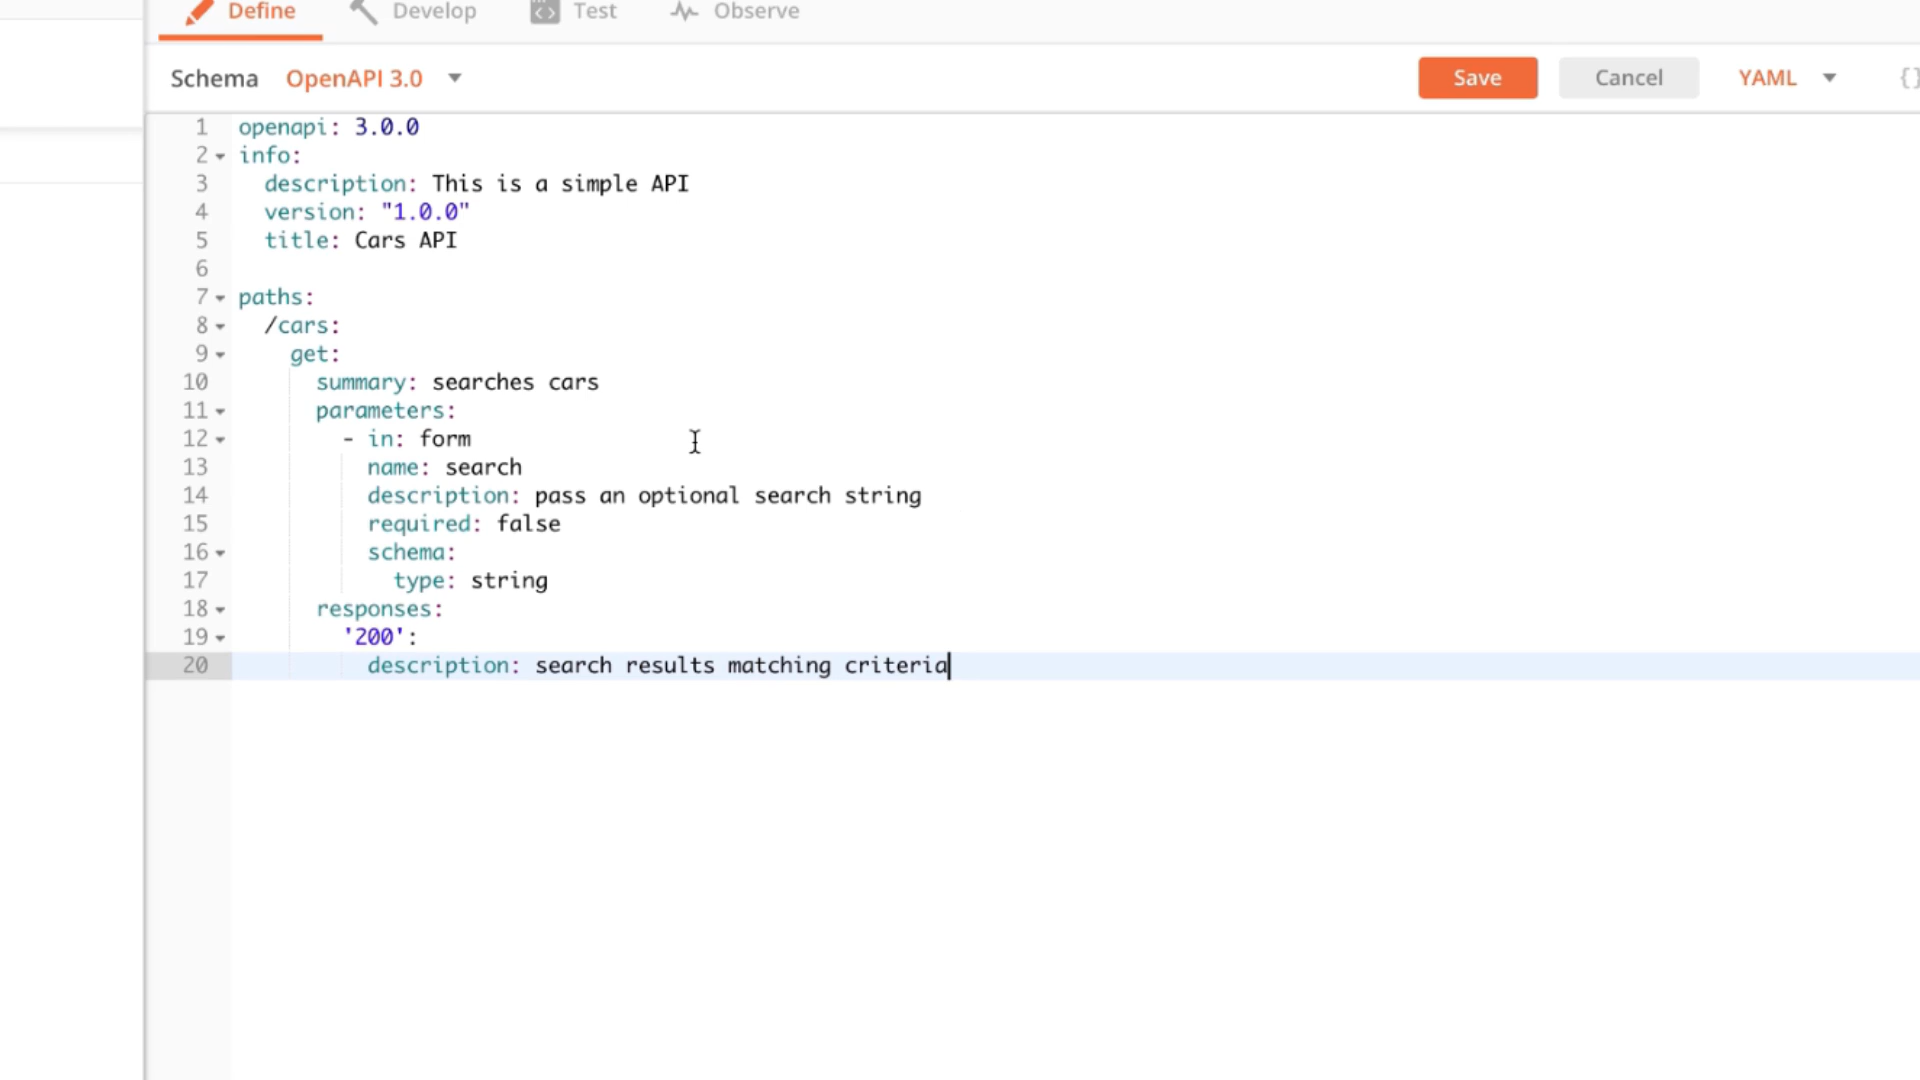 Define Develop Test Observe
Schema OpenAPI 3.0 Save Cancel YAML {}
1 openapi: 3.0.0
2 info:
3   description: This is a simple API
4   version: "1.0.0"
5   title: Cars API
6
7 paths:
8   /cars:
9     get:
10       summary: searches cars
11       parameters:
12         - in: form
13           name: search
14           description: pass an optional search string
15           required: false
16           schema:
17             type: string
18       responses:
19         '200':
20           description: search results matching criteria